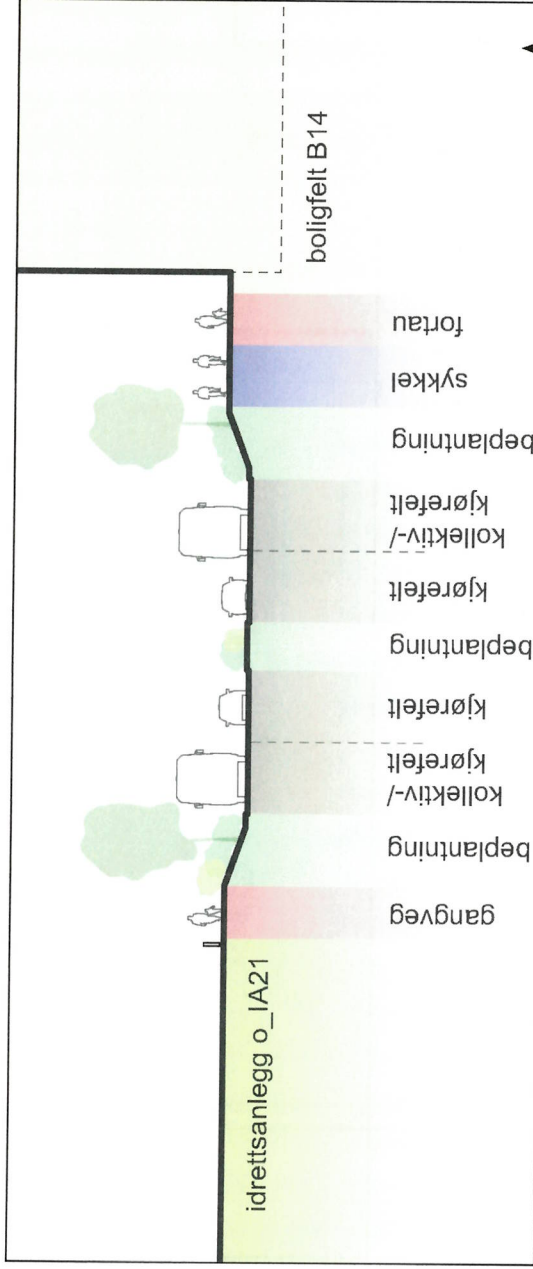 idrettsanlegg o_IA21
gangveg
beplantning
kollektiv-/
kjørefelt
kjørefelt
beplantning
kjørefelt
kollektiv-/
kjørefelt
beplantning
sykkel
fortau
boligfelt B14